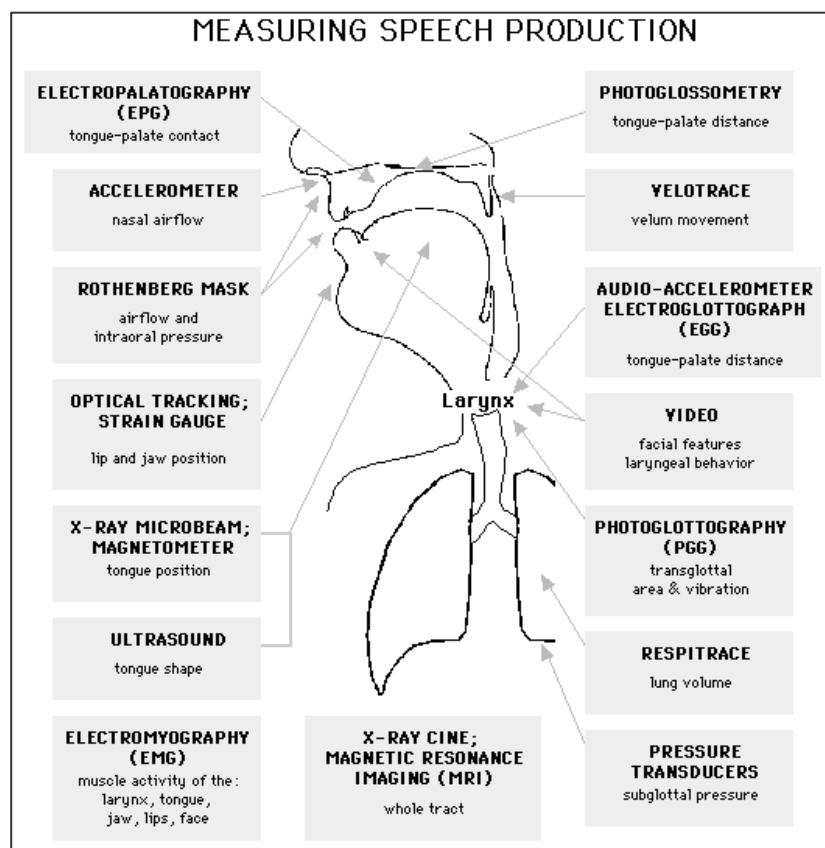 MEASURING SPEECH PRODUCTION
ELECTROPALATOGRAPHY
(EPG)
tongue-palate contact
ACCELEROMETER
nasal airflow
ROTHENBERG MASK
airflow and
intraoral pressure
OPTICAL TRACKING;
STRAIN GAUGE
lip and jaw position
X-RAY MICROBEAM;
MAGNETOMETER
tongue position
ULTRASOUND
tongue shape
ELECTROMYOGRAPHY
(EMG)
muscle activity of the:
larynx, tongue,
jaw, lips, face
Larynx
X-RAY CINE;
MAGNETIC RESONANCE
IMAGING (MRI)
whole tract
PHOTOGLOSSOMETRY
tongue-palate distance
VELOTRACE
velum movement
AUDIO-ACCELEROMETER
ELECTROGLOTTOGRAPH
(EGG)
tongue-palate distance
VIDEO
facial features
laryngeal behavior
PHOTOGLOTTOGRAPHY
(PGG)
transglottal
area & vibration
RESPITRACE
lung volume
PRESSURE
TRANSDUCERS
subglottal pressure